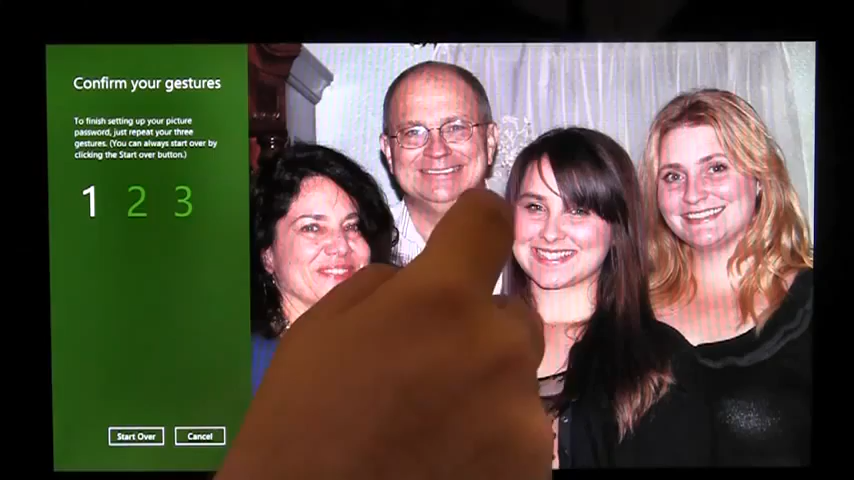 Confirm your gestures
To finish setting up your picture
password, just repeat your three
gestures. (You can always start over by
clicking the Start over button.)
1 2 3
Start Over Cancel